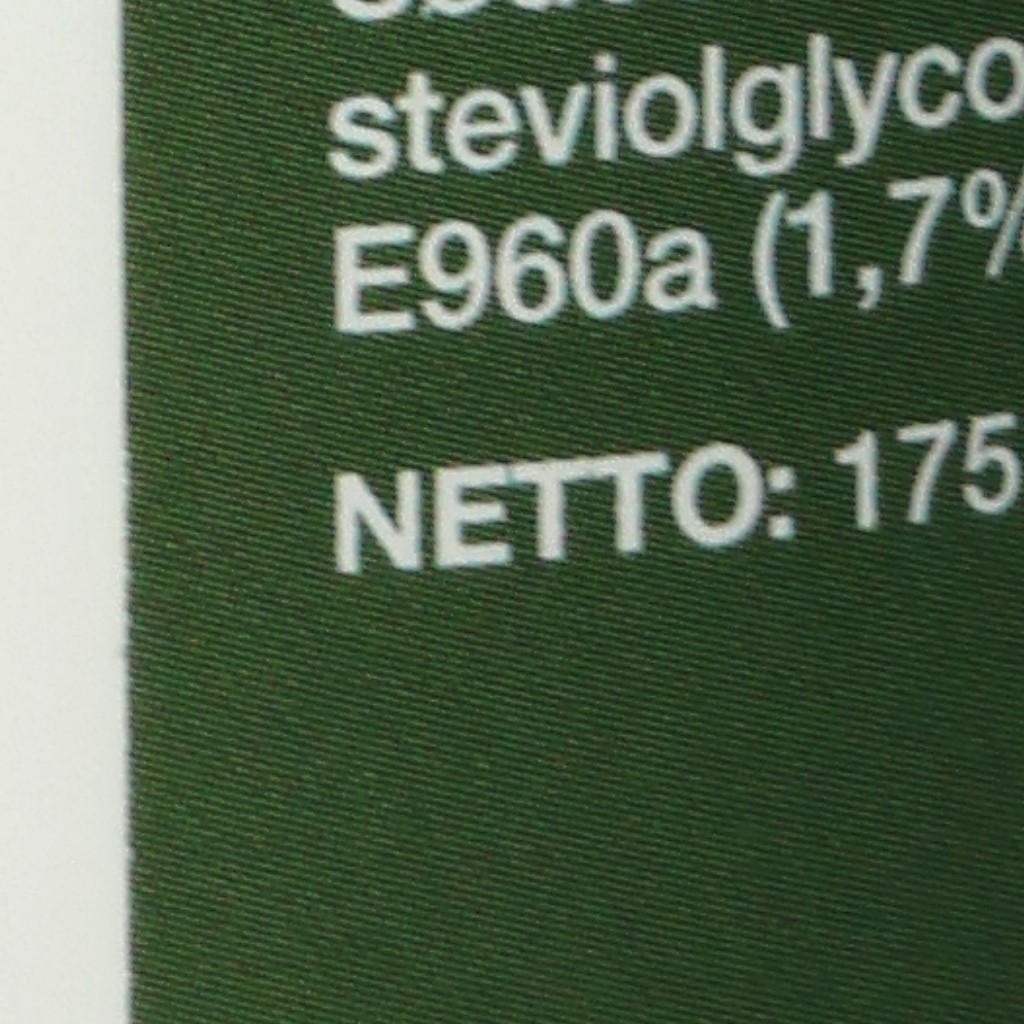 steviolglyco
E960a (1,7%
NETTO: 175